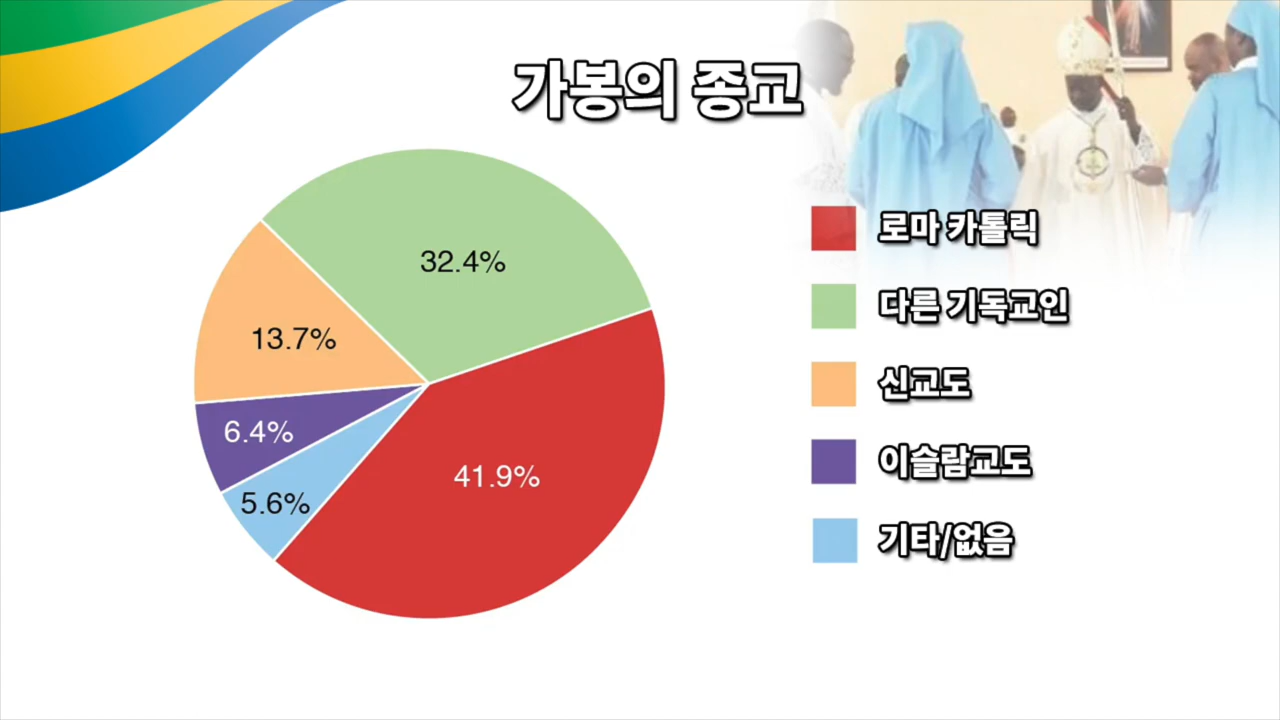 가봉의 종교
32.4%
13.7%
6.4%
5.6%
41.9%
로마 카톨릭
다른 기독교인
신교도
이슬람교도
기타/없음